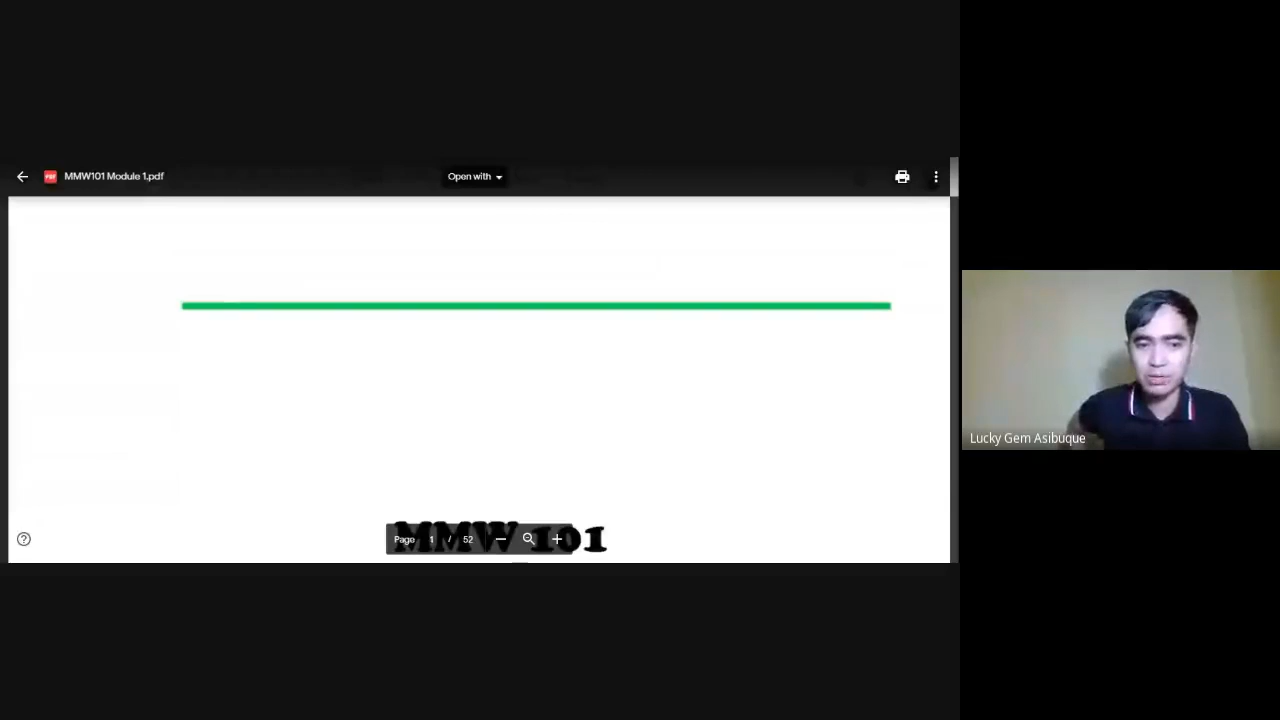 MMW101 Module 1.pdf
Open with
MMW 101
Page 1 / 52
Lucky Gem Asibuque